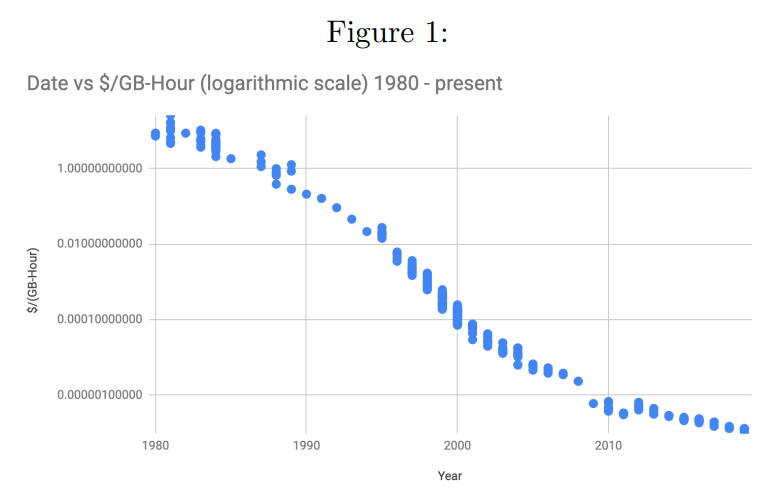 Figure 1:
Date vs $/GB-Hour (logarithmic scale) 1980 - present
1.00000000000
0.01000000000
0.00010000000
0.00000100000
$/(GB-Hour)
1980
1990
2000
2010
Year